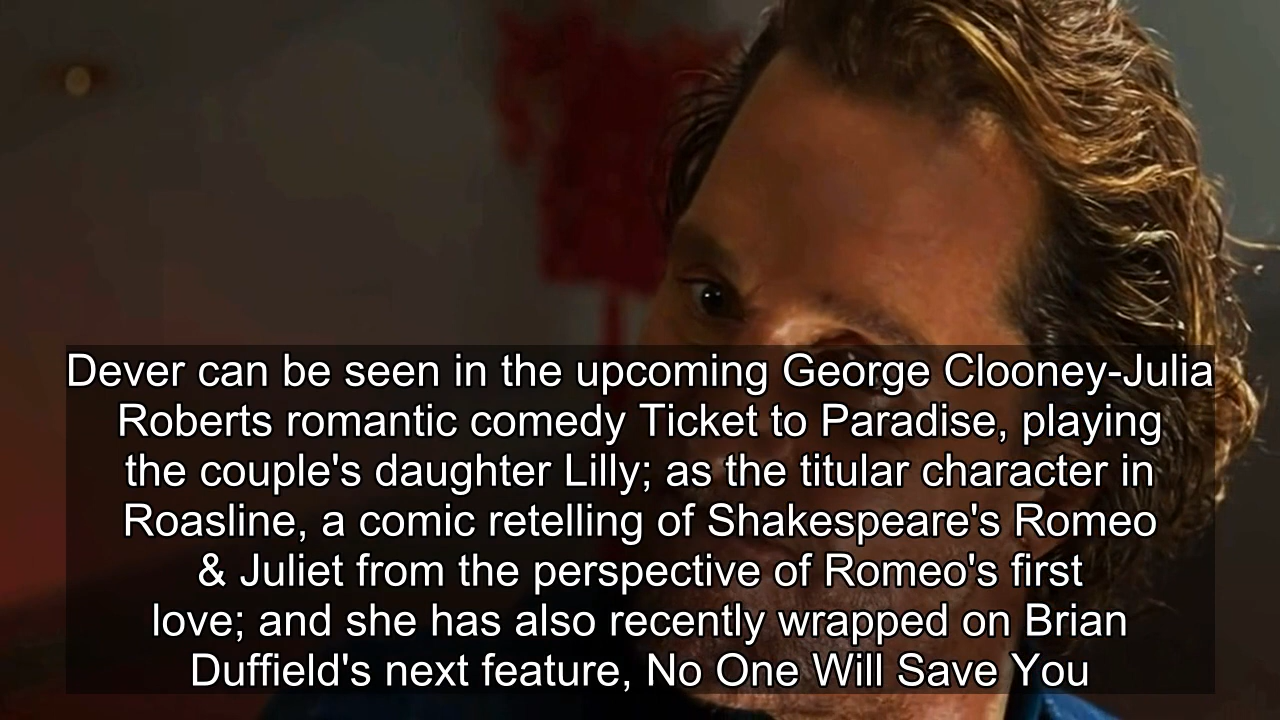 Dever can be seen in the upcoming George Clooney-Julia
Roberts romantic comedy Ticket to Paradise, playing
the couple's daughter Lilly; as the titular character in
Roasline, a comic retelling of Shakespeare's Romeo
& Juliet from the perspective of Romeo's first
love; and she has also recently wrapped on Brian
Duffield's next feature, No One Will Save You